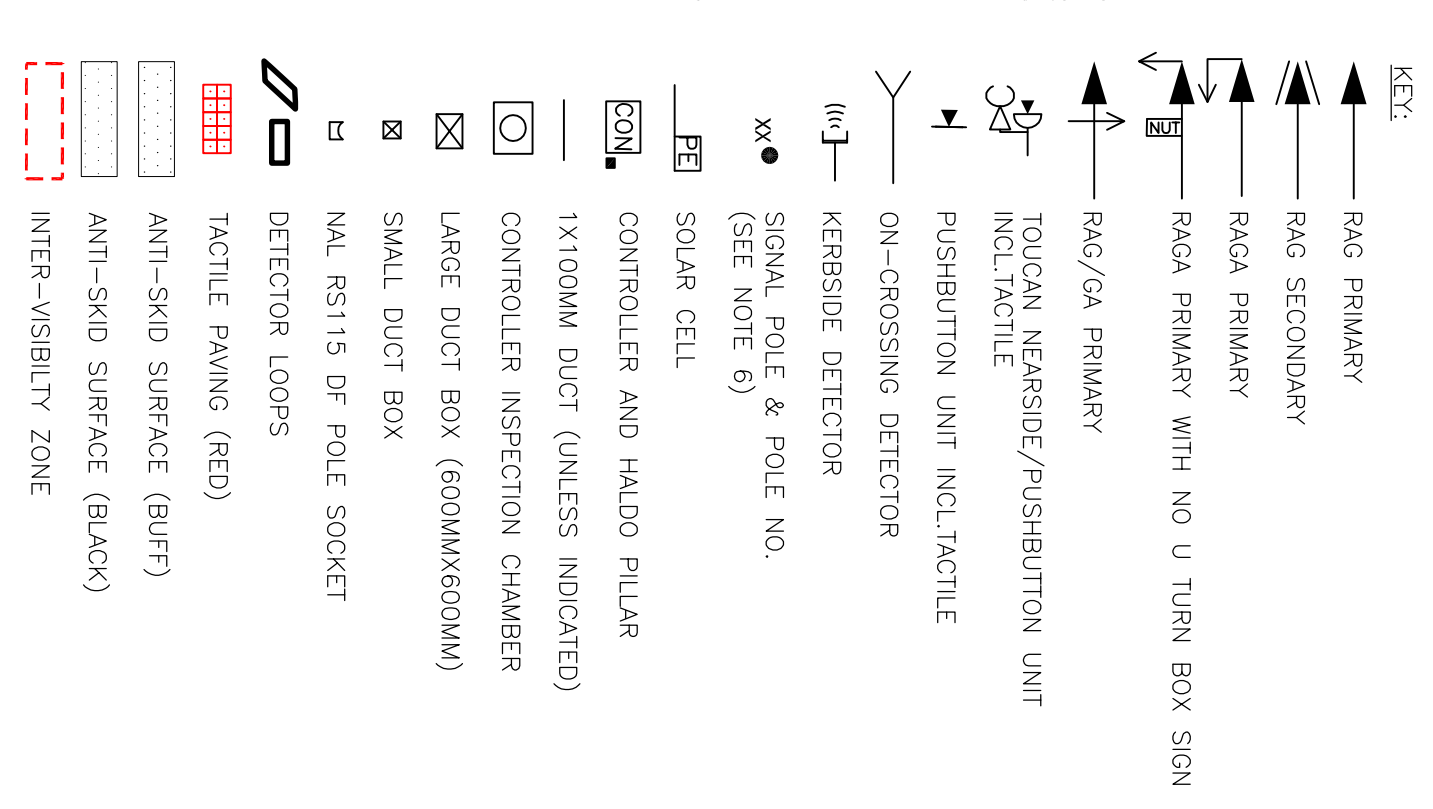 KEY:
RAG PRIMARY
RAG SECONDARY
RAGA PRIMARY
NUT
RAGA PRIMARY WITH NO U TURN BOX SIGN
RAG/GA PRIMARY
TOUCAN NEARSIDE/PUSHBUTTON UNIT
INCL.TACTILE
PUSHBUTTON UNIT INCL.TACTILE
ON-CROSSING DETECTOR
KERBSIDE DETECTOR
XX
SIGNAL POLE & POLE NO.
(SEE NOTE 6)
PE
SOLAR CELL
CON.
CONTROLLER AND HALDO PILLAR
1X100MM DUCT (UNLESS INDICATED)
CONTROLLER INSPECTION CHAMBER
LARGE DUCT BOX (600MMX600MM)
SMALL DUCT BOX
NAL RS115 DF POLE SOCKET
DETECTOR LOOPS
TACTILE PAVING (RED)
ANTI-SKID SURFACE (BUFF)
ANTI-SKID SURFACE (BLACK)
INTER-VISIBILTY ZONE